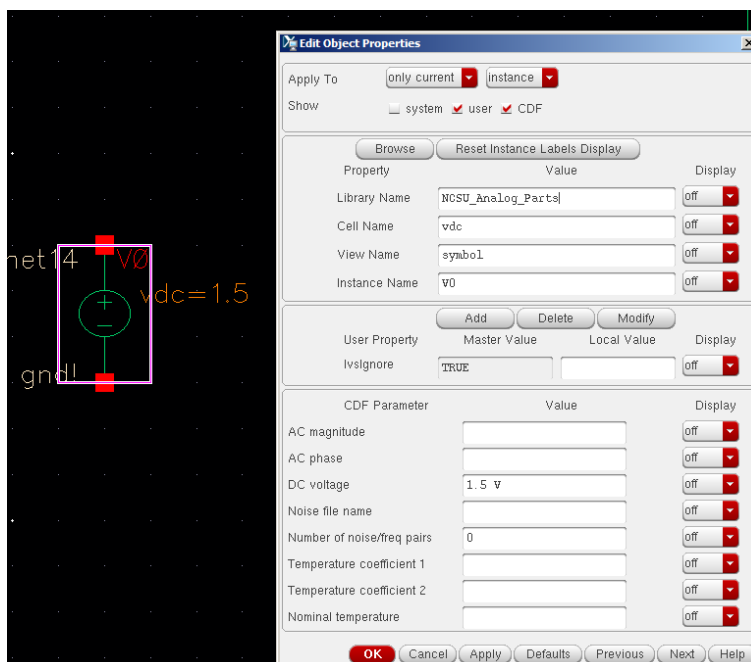 Edit Object Properties
Apply To only current instance
Show system user CDF
Browse Reset Instance Labels Display
Property Value Display
Library Name NCSU_Analog_Parts off
Cell Name vdc off
View Name symbol off
Instance Name V0 off
Add Delete Modify
User Property Master Value Local Value Display
lvsIgnore TRUE off
CDF Parameter Value Display
AC magnitude off
AC phase off
DC voltage 1.5 V off
Noise file name off
Number of noise/freq pairs 0 off
Temperature coefficient 1 off
Temperature coefficient 2 off
Nominal temperature off
OK Cancel Apply Defaults Previous Next Help
net14 V0
vdc=1.5
gnd!